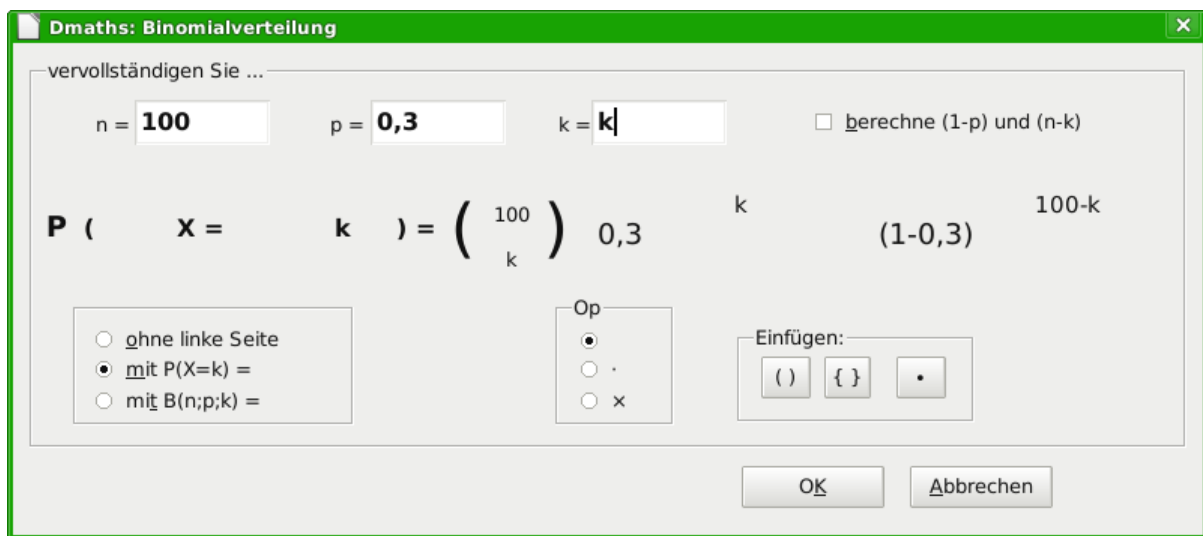 Dmaths: Binomialverteilung
vervollständigen Sie ...
n = 100 p = 0,3 k = k berechne (1-p) und (n-k)
P ( X = k ) = ( 100 k ) 0,3 k (1-0,3) 100-k
ohne linke Seite
mit P(X=k) =
mit B(n;p;k) =
Op
·
×
Einfügen:
( ) { } •
OK Abbrechen